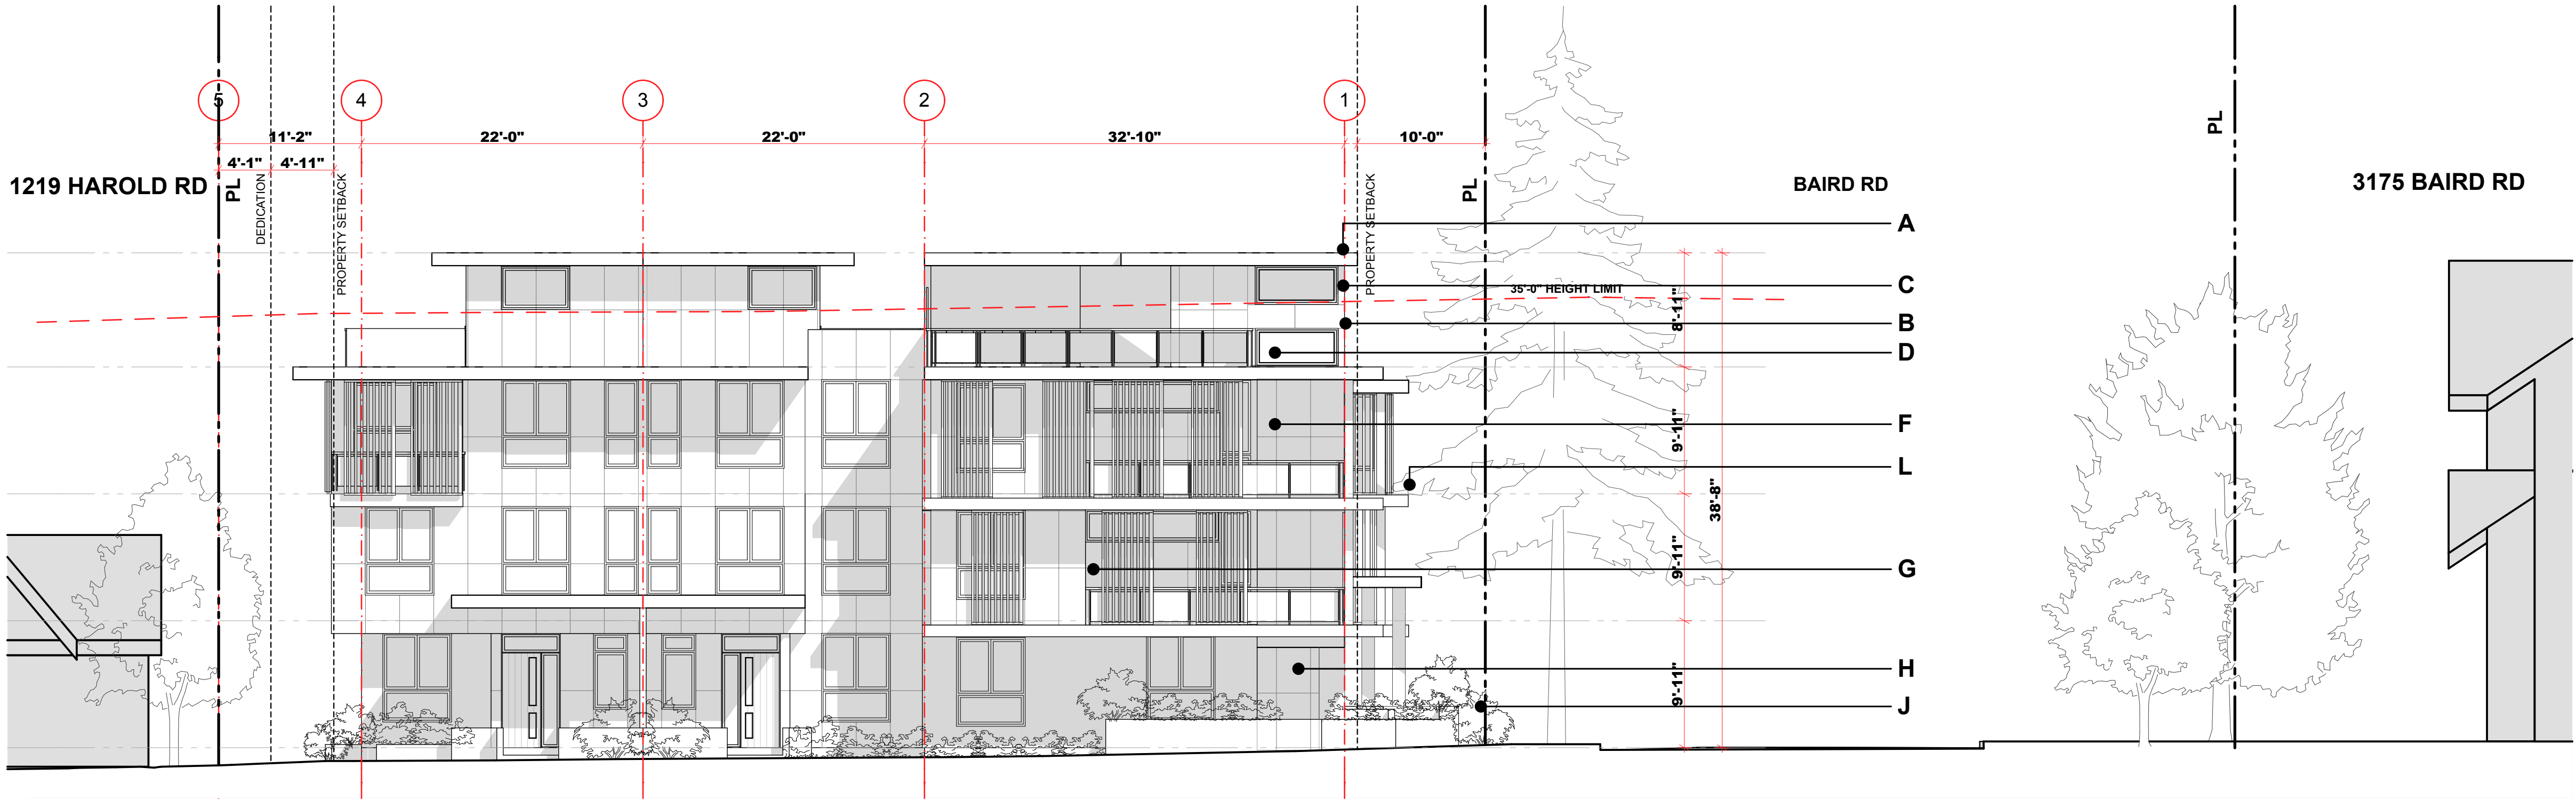 5
4
3
2
1
11'-2"
22'-0"
22'-0"
32'-10"
10'-0"
4'-1"
4'-11"
1219 HAROLD RD
PL
DEDICATION
PROPERTY SETBACK
PROPERTY SETBACK
PL
BAIRD RD
PL
3175 BAIRD RD
A
C
35'-0" HEIGHT LIMIT
B
D
F
L
G
H
J
8'-11"
9'-11"
38'-8"
9'-11"
9'-11"